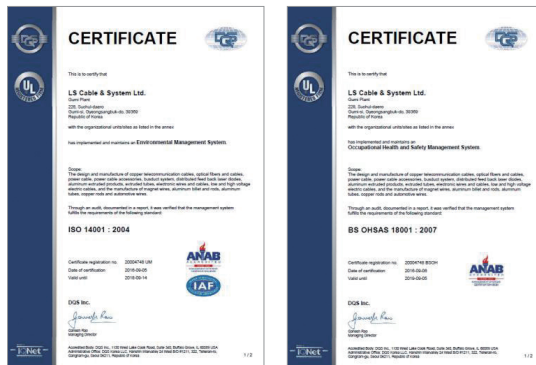 DQS
UL
CERTIFICATE
This is to certify that
LS Cable & System Ltd.
Gumi Plant
Gumi-si, Gyeongsangbuk-do, 39390
Republic of Korea
with the organizational units/sites as listed in the annex
has implemented and maintains an Environmental Management System.
Scope:
The design and manufacture of copper telecommunication cables, optical fibers and cables,
power cable, power cable accessories, busduct system, distributed feed back laser diodes,
aluminum extruded products, extruded tubes, electronic wires and cables, low and high voltage
electric cables, and the manufacture of magnet wires, aluminum billet and rods, aluminum
tubes, copper rods and automotive wires.
Through an audit, documented in a report, it was verified that the management system
fulfills the requirements of the following standard:
ISO 14001 : 2004
Certificate registration no.
Date of certification
Valid until
ANAB
ACCREDITED
IAF
DQS Inc.
Managing Director
IQNet
1 / 2
DQS
UL
CERTIFICATE
This is to certify that
LS Cable & System Ltd.
Gumi Plant
Gumi-si, Gyeongsangbuk-do, 39390
Republic of Korea
with the organizational units/sites as listed in the annex
has implemented and maintains an
Occupational Health and Safety Management System
Scope:
The design and manufacture of copper telecommunication cables, optical fibers and cables,
power cable, power cable accessories, busduct system, distributed feed back laser diodes,
aluminum extruded products, extruded tubes, electronic wires and cables, low and high voltage
electric cables, and the manufacture of magnet wires, aluminum billet and rods, aluminum
tubes, copper rods and automotive wires.
Through an audit, documented in a report, it was verified that the management system
fulfills the requirements of the following standard:
BS OHSAS 18001 : 2007
Certificate registration no.
Date of certification
Valid until
ANAB
ACCREDITED
DQS Inc.
Managing Director
IQNet
1 / 2